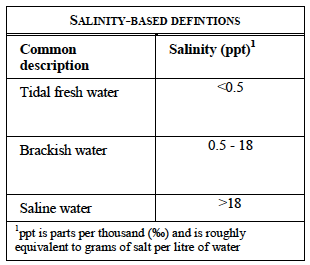 SALINITY-BASED DEFINTIONS
Common Salinity (ppt)¹
description
Tidal fresh water <0.5
Brackish water 0.5 - 18
Saline water >18
¹ppt is parts per thousand (‰) and is roughly
equivalent to grams of salt per litre of water